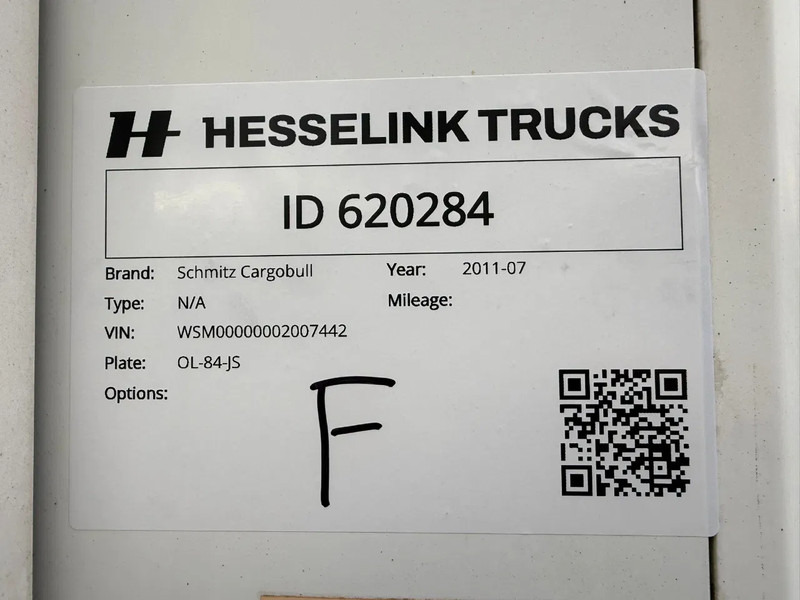 H HESSELINK TRUCKS
ID 620284
Brand: Schmitz Cargobull Year: 2011-07
Type: N/A Mileage:
VIN: WSM00000002007442
Plate: OL-84-JS
Options:
F